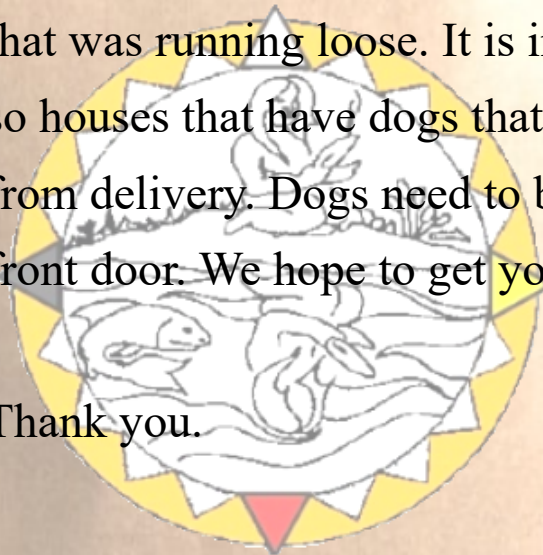 that was running loose. It is i
so houses that have dogs that
from delivery. Dogs need to b
front door. We hope to get yo
Thank you.